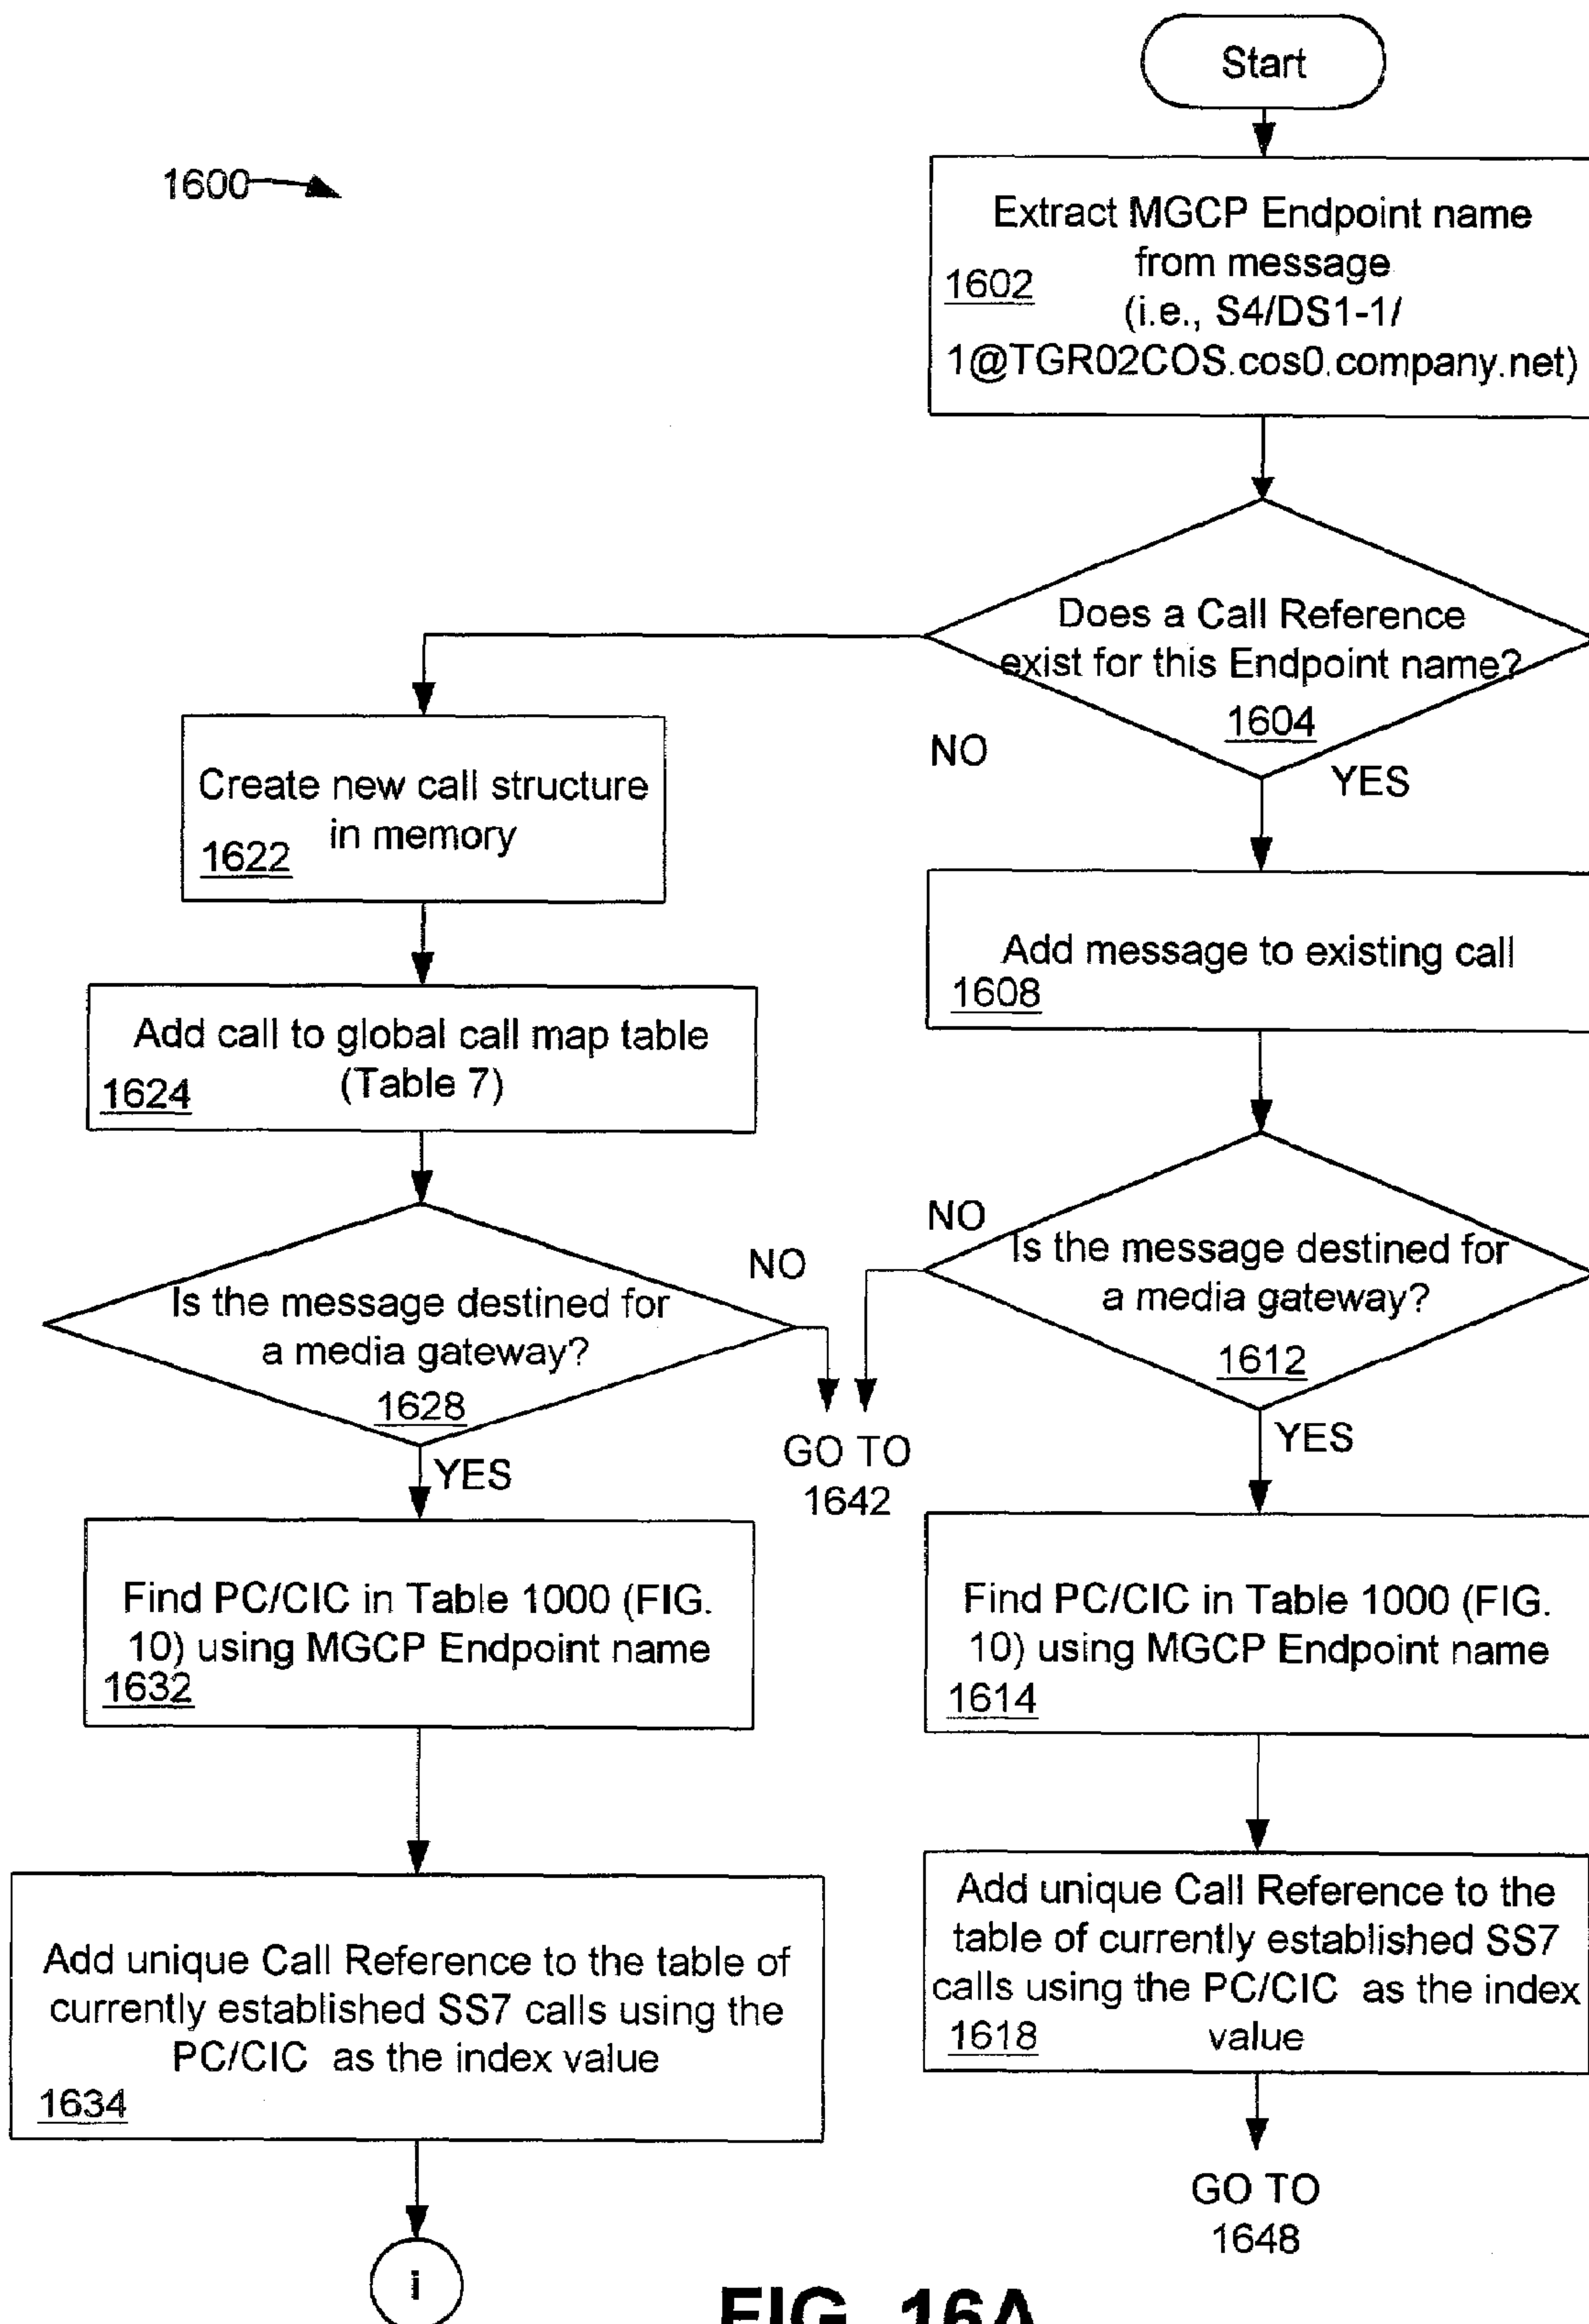 Start
1600
Extract MGCP Endpoint name
from message
1602
(i.e., S4/DS1-1/
1@TGR02COS.cos0.company.net)
Does a Call Reference
exist for this Endpoint name?
1604
NO
YES
Create new call structure
in memory
1622
Add message to existing call
1608
Add call to global call map table
(Table 7)
1624
NO
Is the message destined for
a media gateway?
1612
NO
Is the message destined for
a media gateway?
1628
YES
YES
GO TO
1642
Find PC/CIC in Table 1000 (FIG.
10) using MGCP Endpoint name
1632
Find PC/CIC in Table 1000 (FIG.
10) using MGCP Endpoint name
1614
Add unique Call Reference to the table of
currently established SS7 calls using the
PC/CIC as the index value
1634
Add unique Call Reference to the
table of currently established SS7
calls using the PC/CIC as the index
1618
value
GO TO
1648
i
FIG. 16A